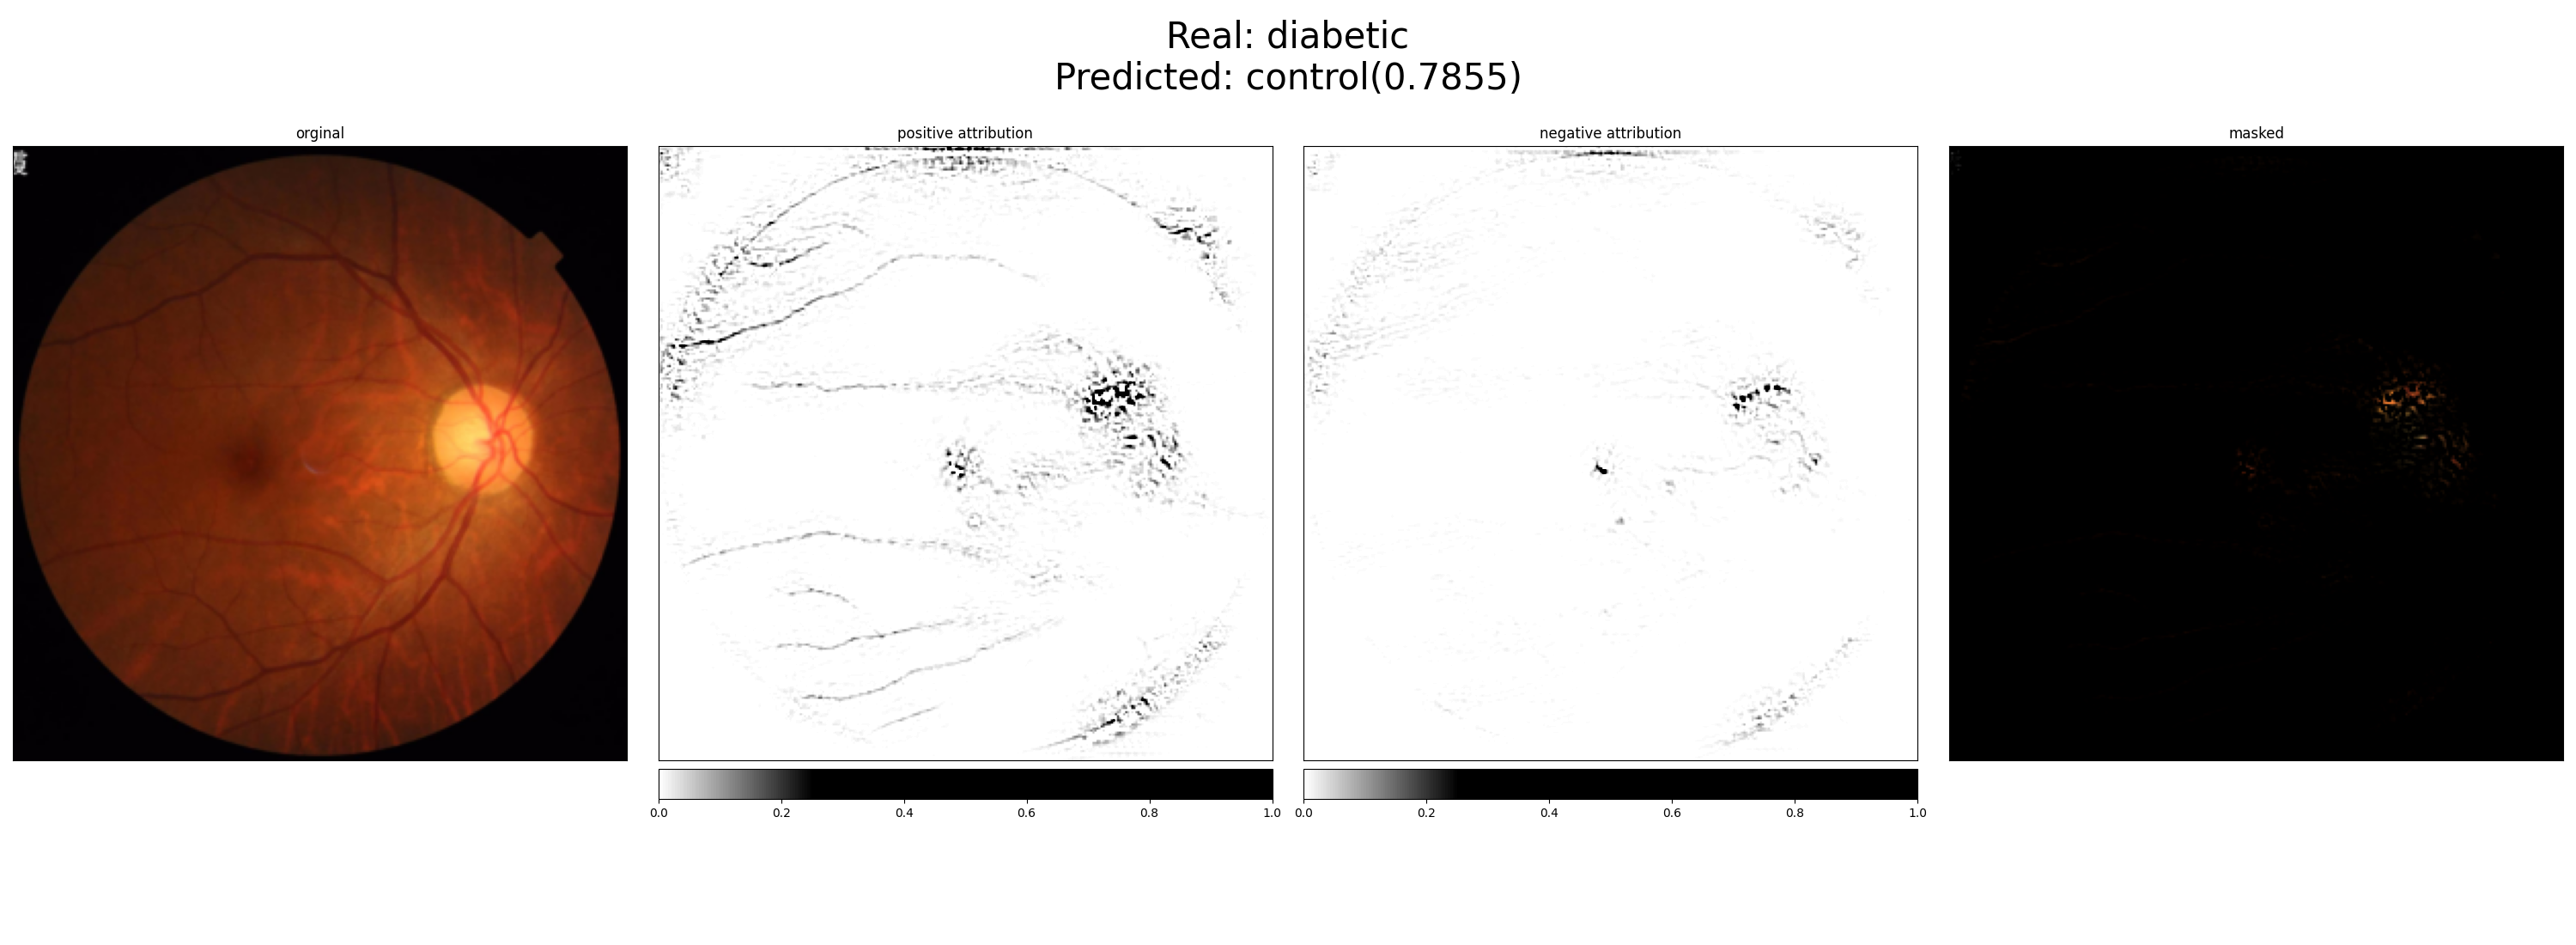 Real: diabetic
Predicted: control(0.7855)
orginal
positive attribution
negative attribution
masked
0.0 0.2 0.4 0.6 0.8 1.0
0.0 0.2 0.4 0.6 0.8 1.0